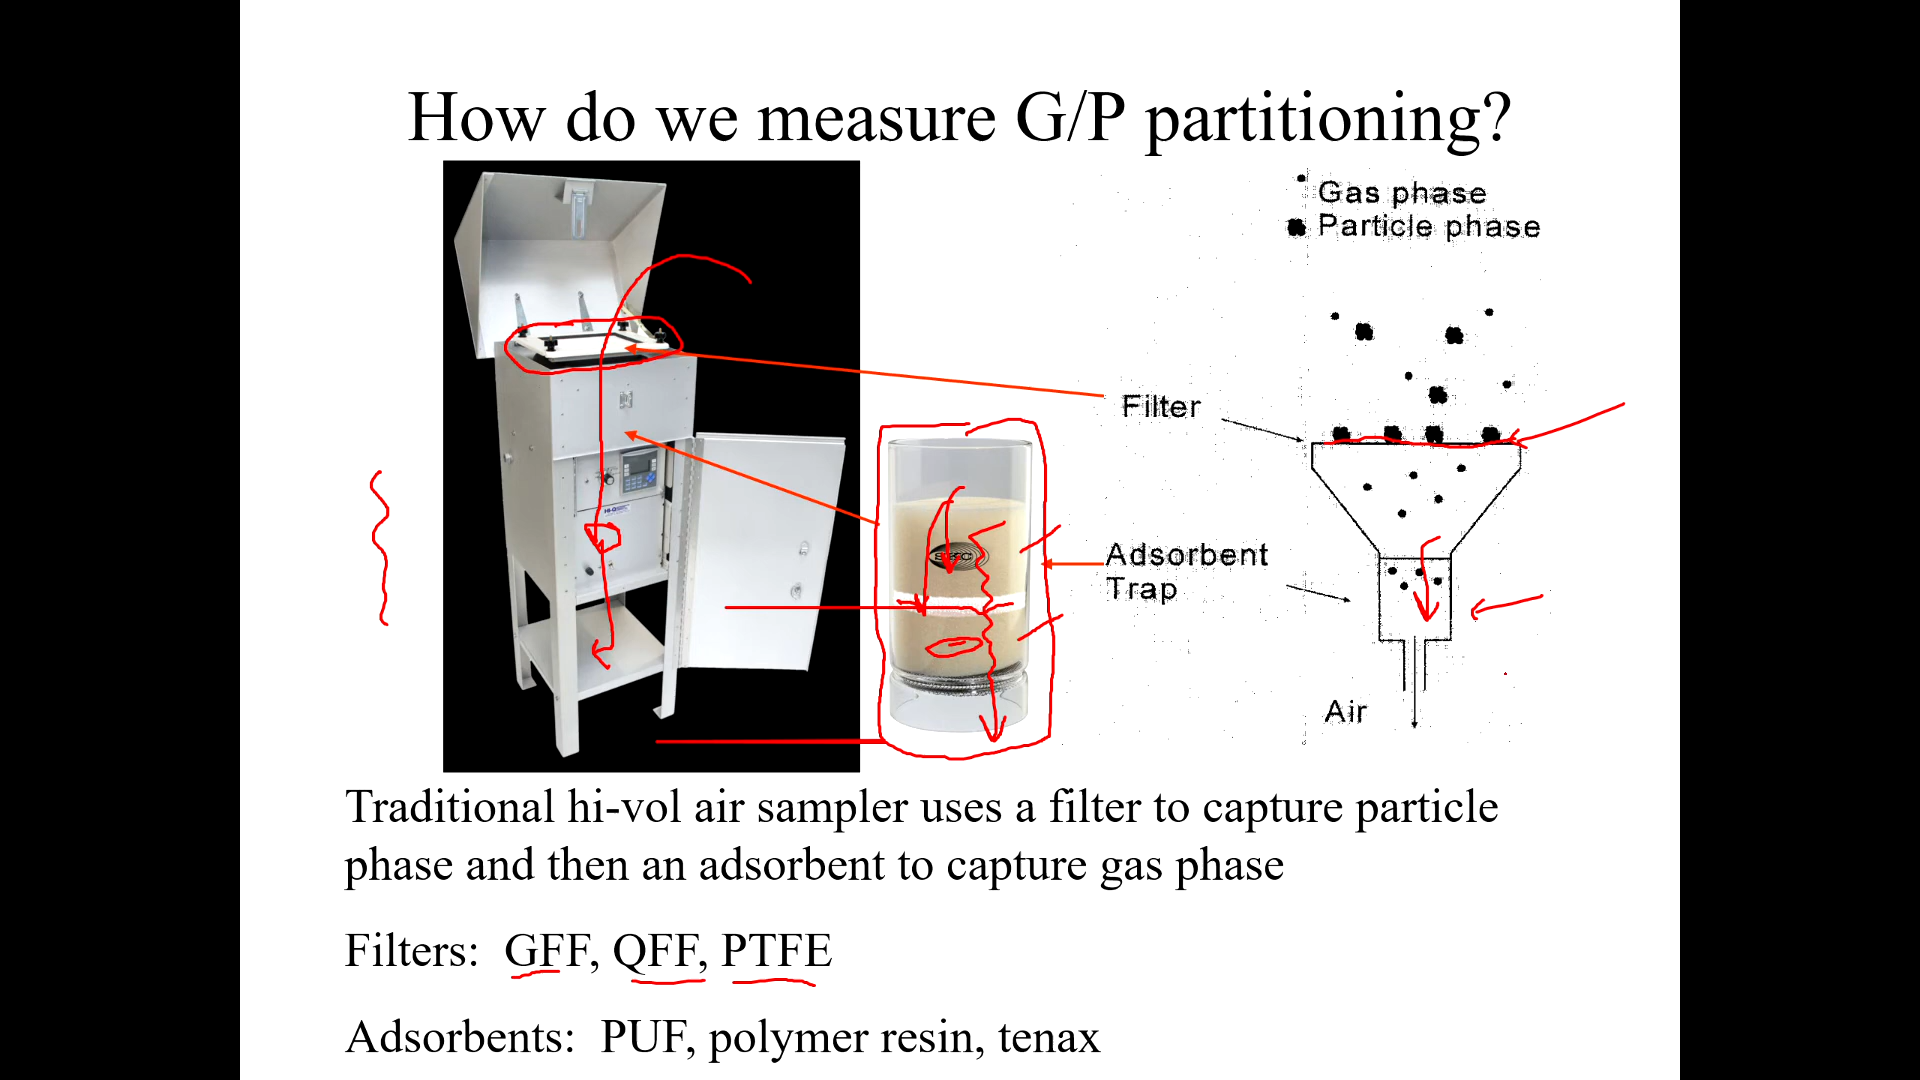 How do we measure G/P partitioning?
Gas phase
Particle phase
Filter
Adsorbent
Trap
Air
Traditional hi-vol air sampler uses a filter to capture particle
phase and then an adsorbent to capture gas phase
Filters: GFF, QFF, PTFE
Adsorbents: PUF, polymer resin, tenax